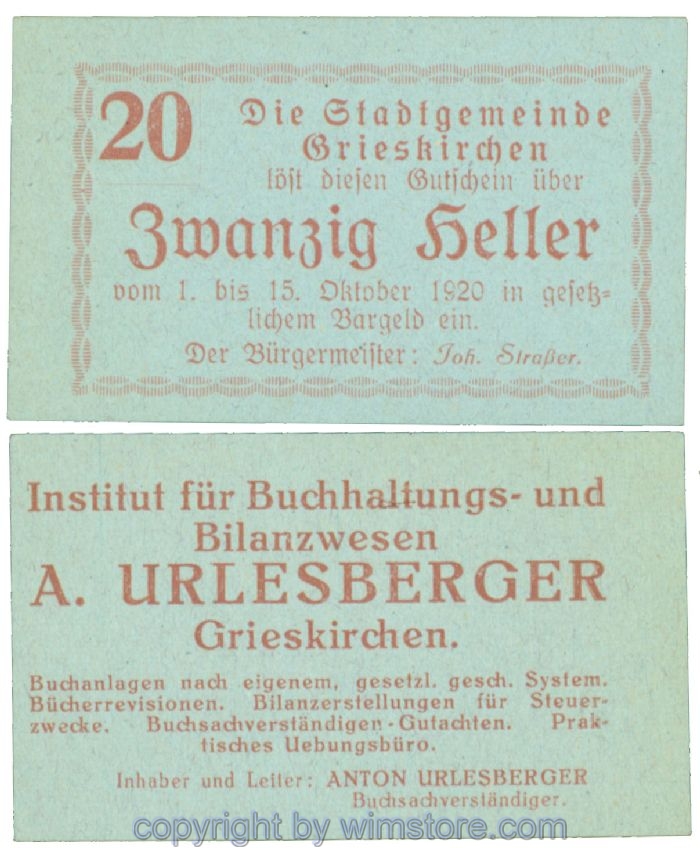 20
Die Stadtgemeinde
Grieskirchen
löst diesen Gutschein über
Zwanzig Heller
vom 1. bis 15. Oktober 1920 in gesetz=
lichem Bargeld ein.
Der Bürgermeister: Joh. Straßer.
Institut für Buchhaltungs- und
Bilanzwesen
A. URLESBERGER
Grieskirchen.
Buchanlagen nach eigenem, gesetzl. gesch. System.
Bücherrevisionen. Bilanzerstellungen für Steuer-
zwecke. Buchsachverständigen-Gutachten. Prak-
tisches Uebungsbüro.
Inhaber und Leiter: ANTON URLESBERGER
Buchsachverständiger.
copyright by wimstore.com